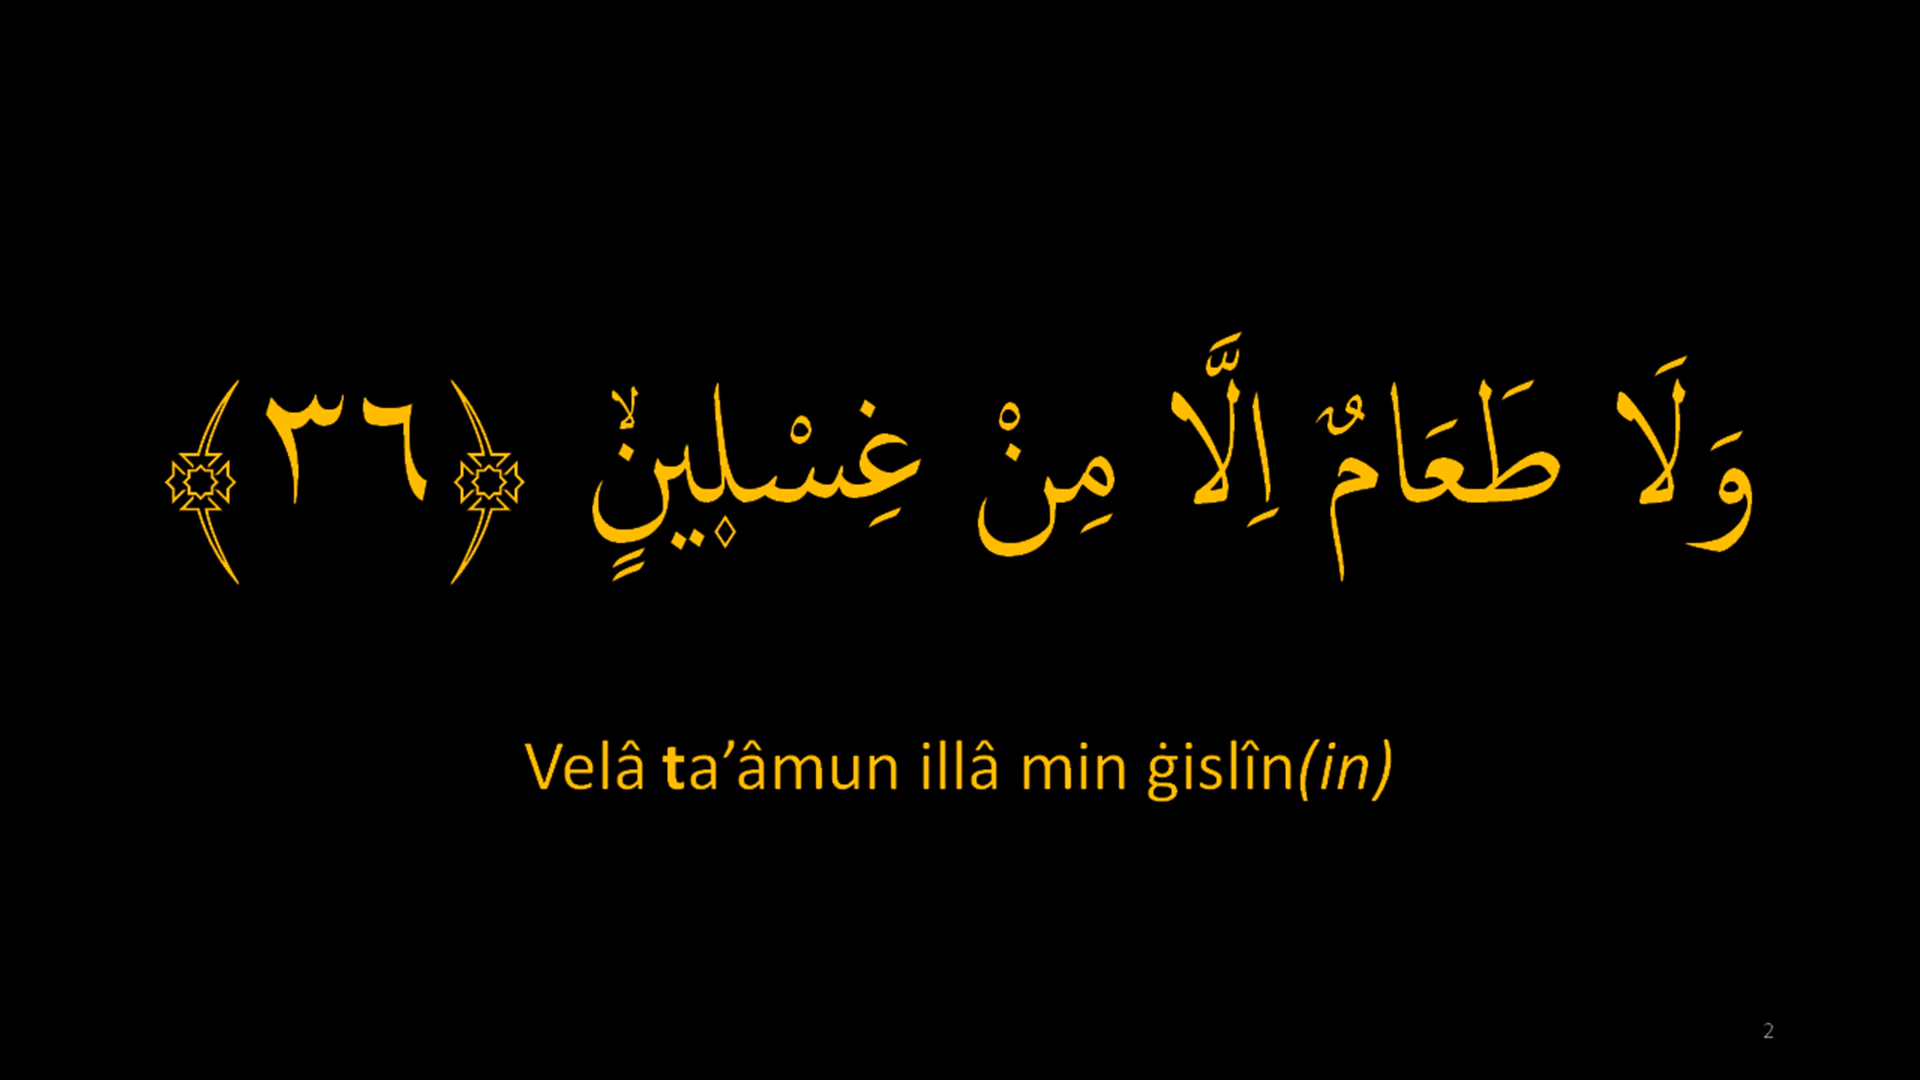 وَلَا طَعَامٌ اِلَّا مِنْ غِسْل۪ينٍۙ ﴿٣٦﴾
Velâ ta’âmun illâ min ġislîn(in)
2